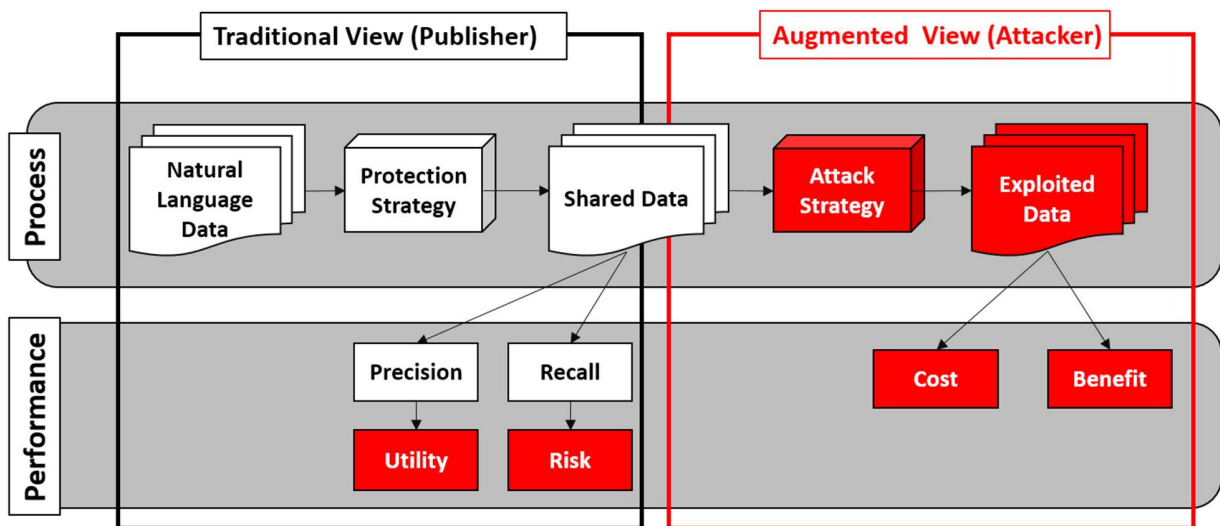 Traditional View (Publisher)
Augmented View (Attacker)
Process
Natural
Language
Data
Protection
Strategy
Shared Data
Attack
Strategy
Exploited
Data
Performance
Precision
Recall
Cost
Benefit
Utility
Risk